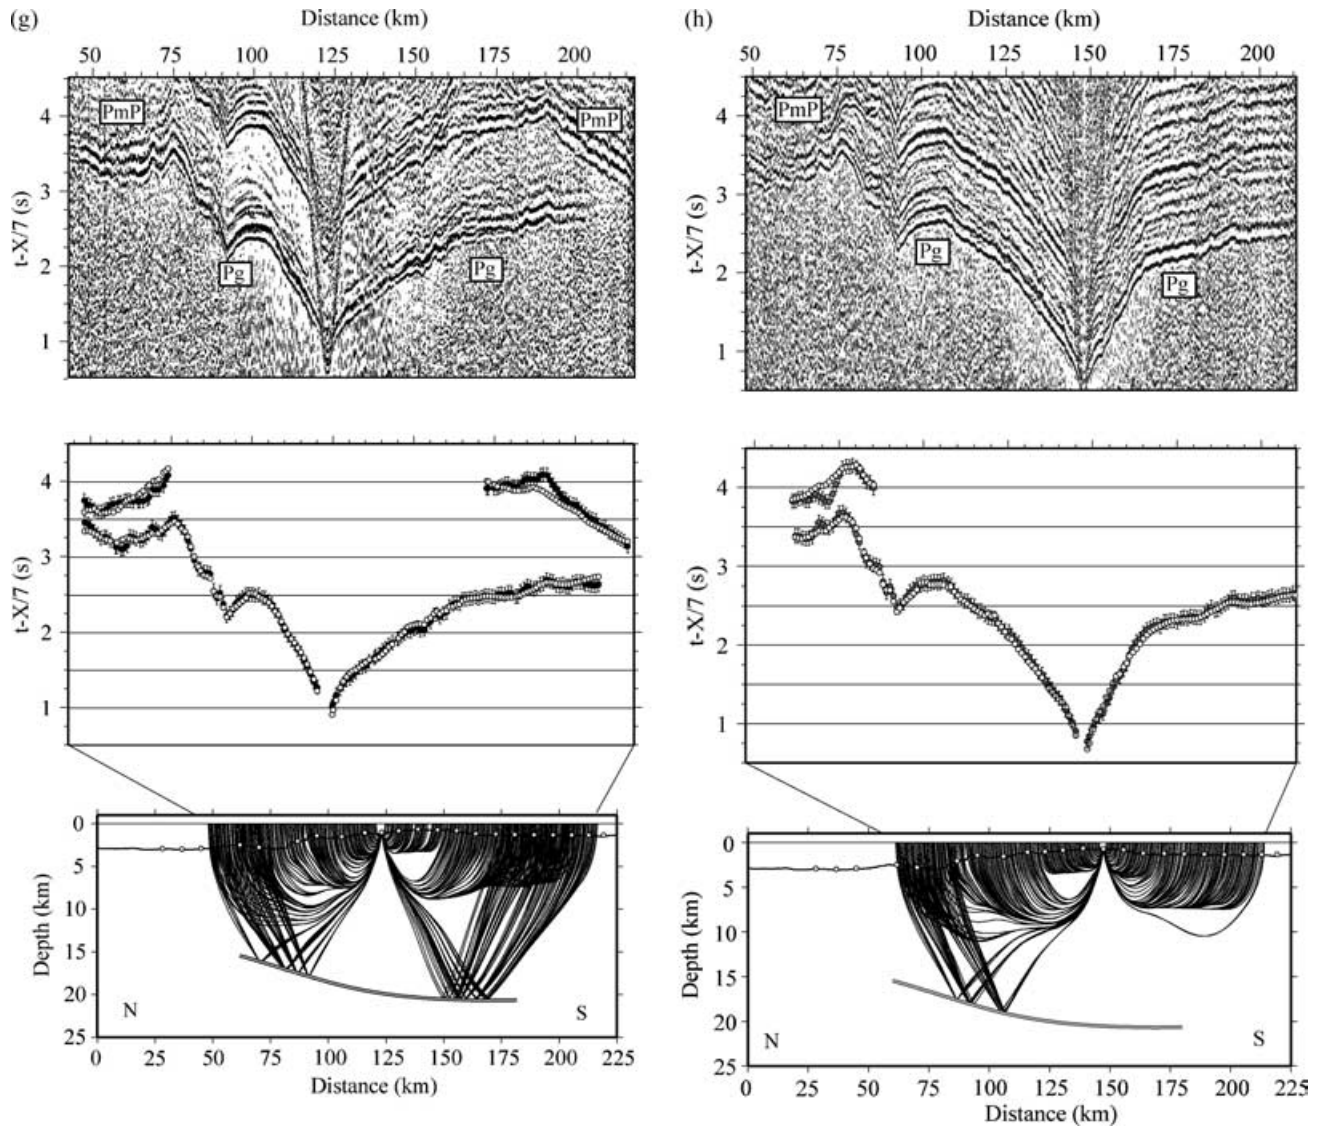 (g)
Distance (km)
50 75 100 125 150 175 200
PmP
PmP
Pg
Pg
4
3
2
1
t-X/7 (s)
4
3
2
1
t-X/7 (s)
0
5
10
15
20
25
Depth (km)
N
S
0 25 50 75 100 125 150 175 200 225
Distance (km)
(h)
Distance (km)
50 75 100 125 150 175 200
PmP
Pg
Pg
4
3
2
1
t-X/7 (s)
4
3
2
1
t-X/7 (s)
0
5
10
15
20
25
Depth (km)
N
S
0 25 50 75 100 125 150 175 200 225
Distance (km)